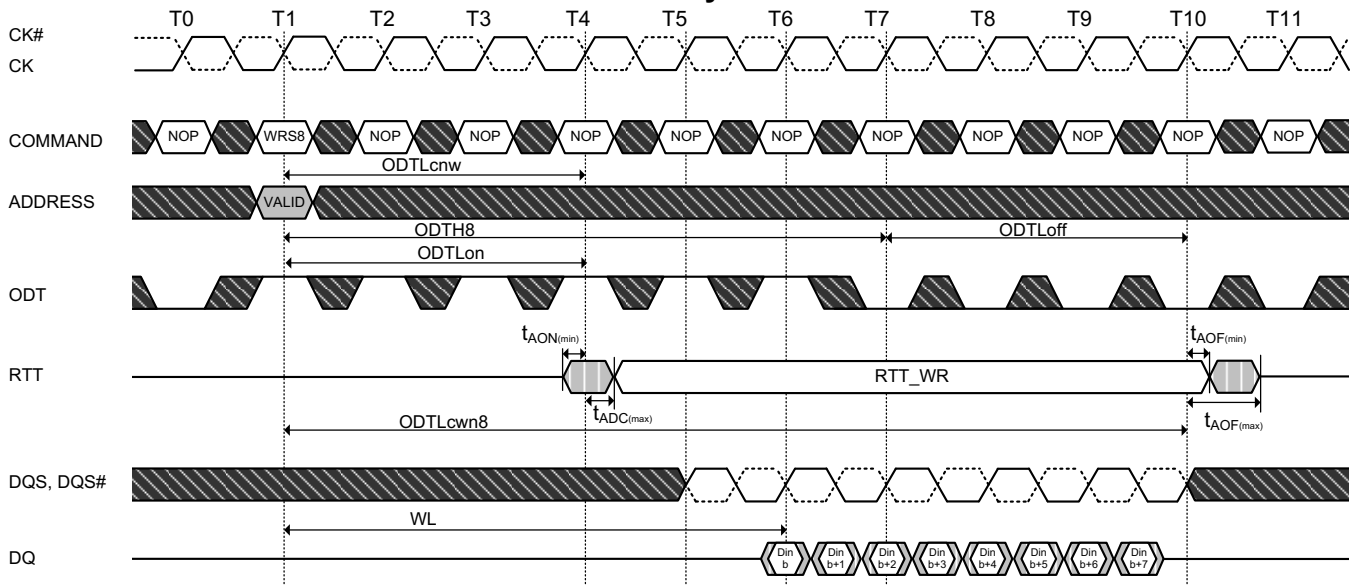 T0 T1 T2 T3 T4 T5 T6 T7 T8 T9 T10 T11
CK#
CK
COMMAND NOP WRS8 NOP NOP NOP NOP NOP NOP NOP NOP NOP NOP
ODTLcnw
ADDRESS VALID
ODTH8 ODTLoff
ODTLon
ODT
tAON(min) tAOF(min)
RTT RTT_WR
tADC(max) tAOF(max)
ODTLcwn8
DQS, DQS#
WL
DQ Din b Din b+1 Din b+2 Din b+3 Din b+4 Din b+5 Din b+6 Din b+7